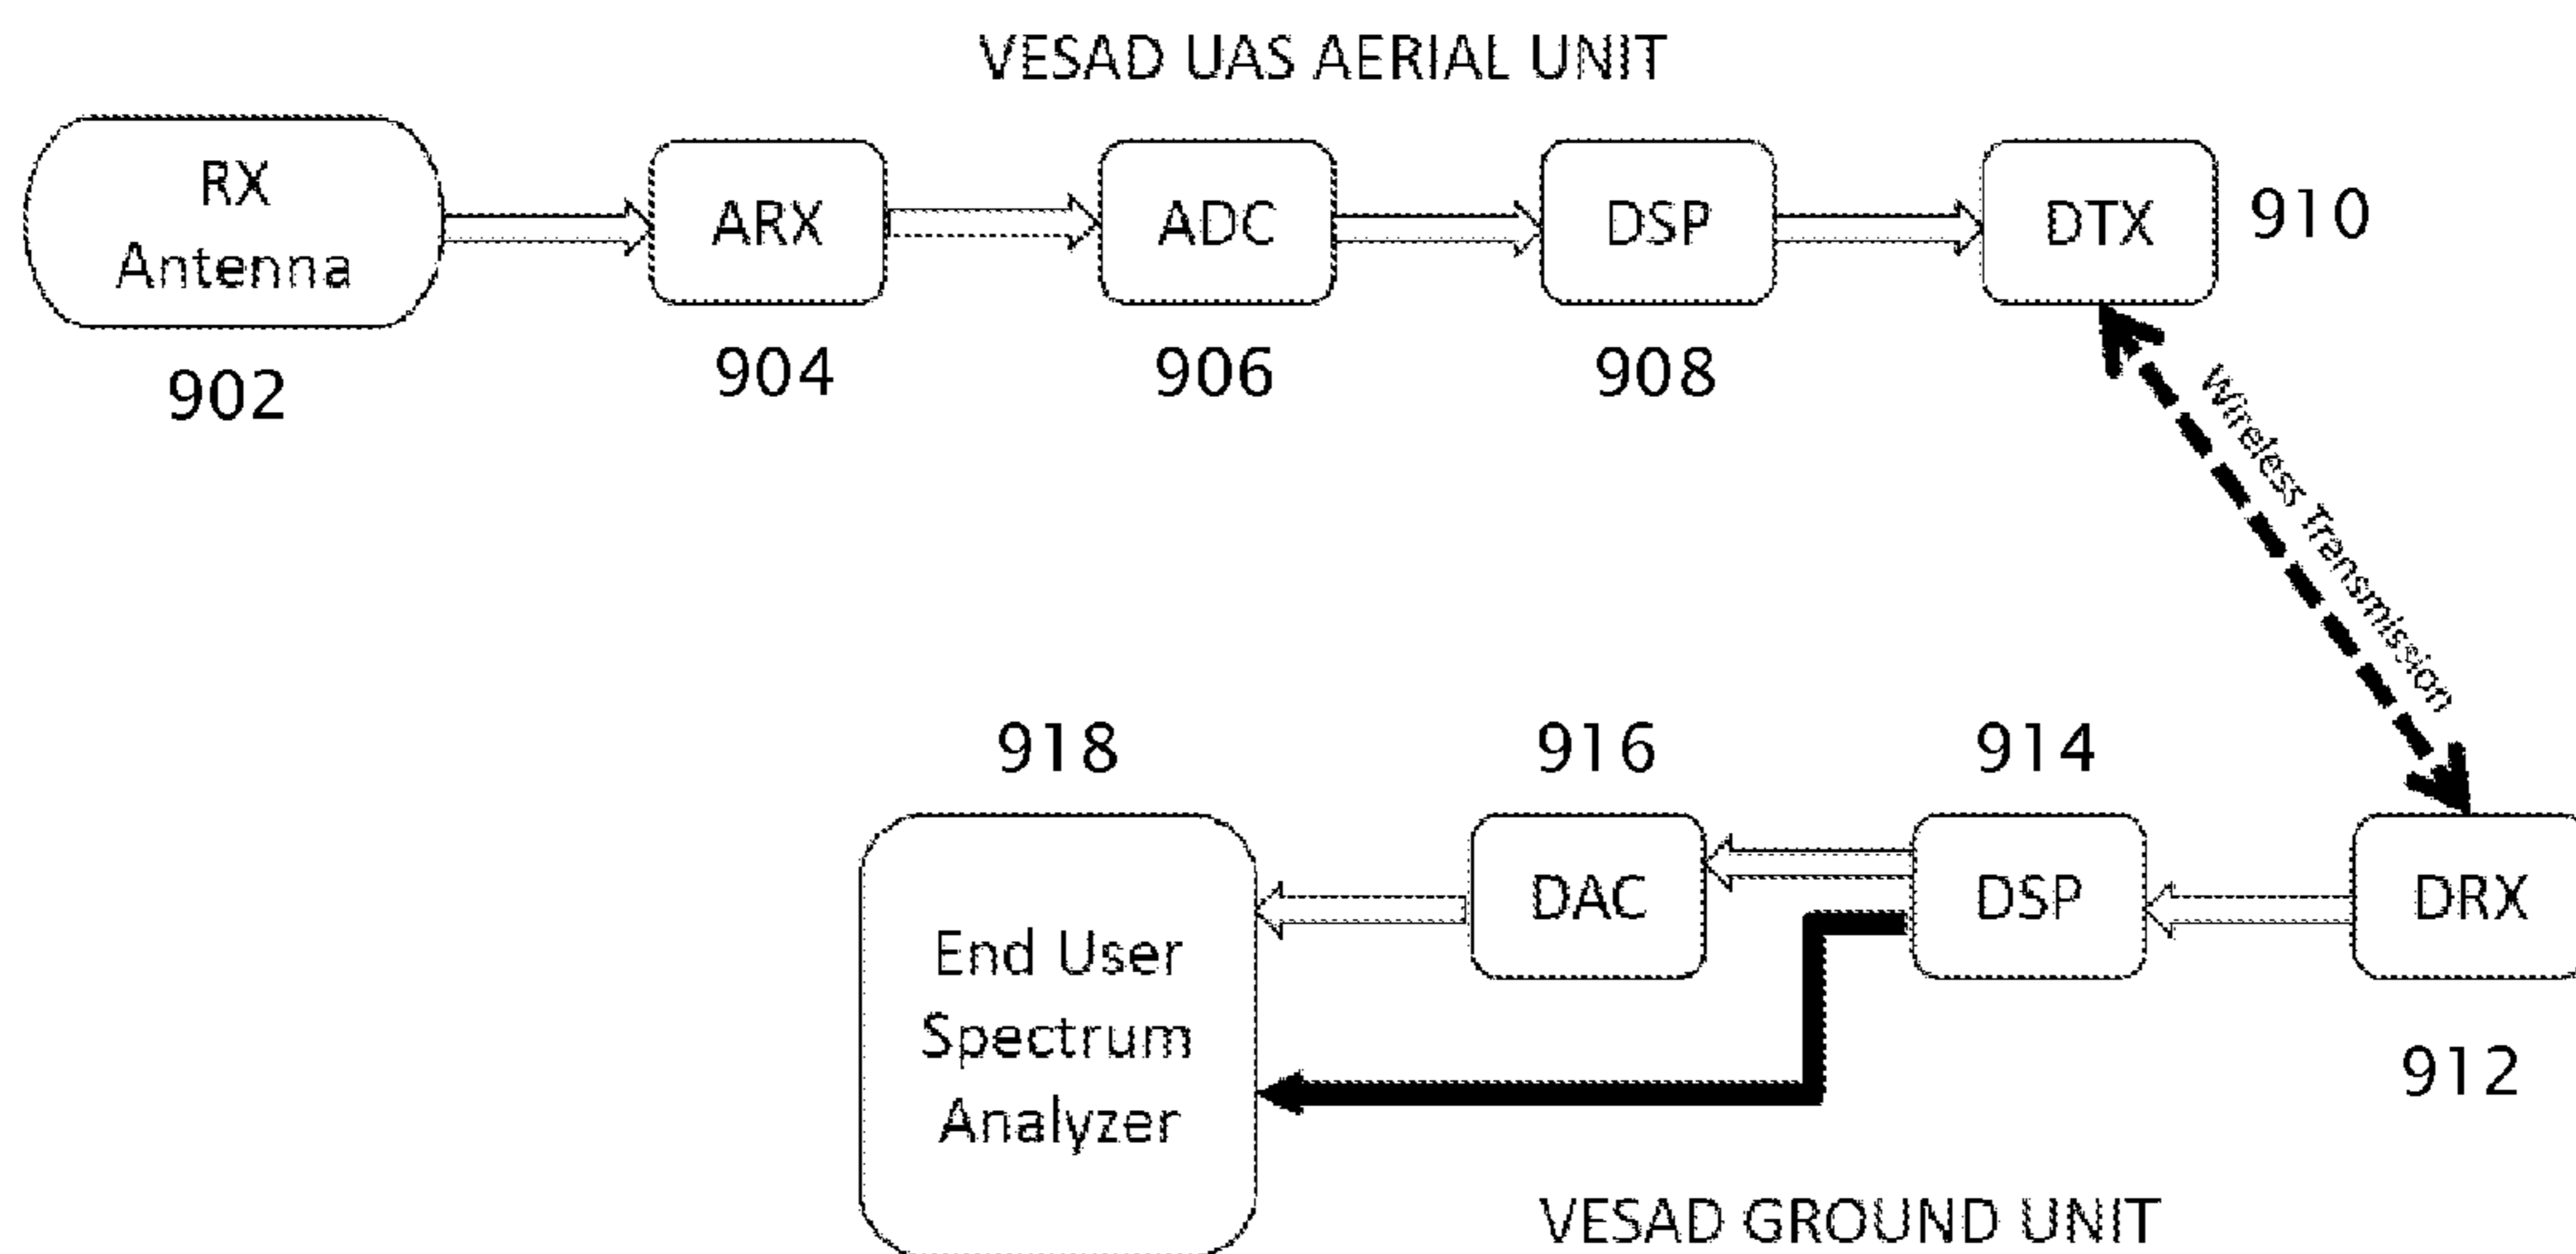 VESAD UAS AERIAL UNIT
RX
Antenna
ARX
ADC
DSP
DTX
910
902
904
906
908
Wireless Transmission
918
916
914
End User
Spectrum
Analyzer
DAC
DSP
DRX
912
VESAD GROUND UNIT